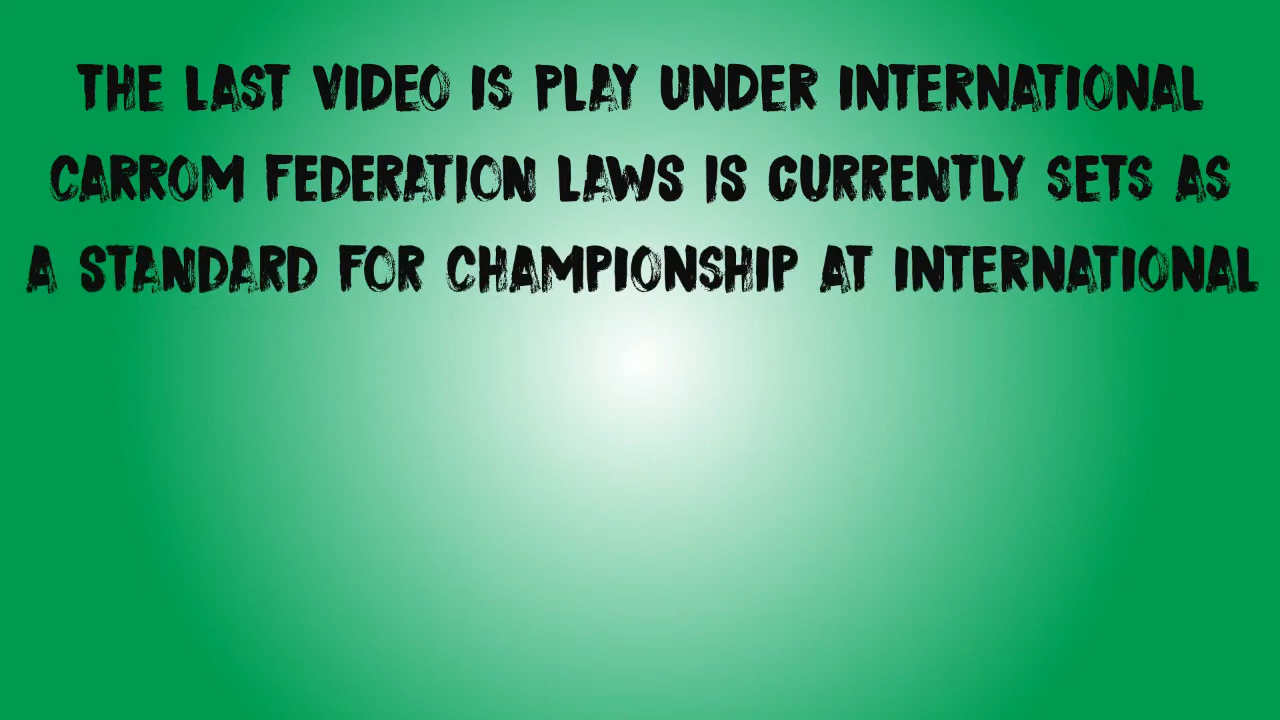 THE LAST VIDEO IS PLAY UNDER INTERNATIONAL
CARROM FEDERATION LAWS IS CURRENTLY SETS AS
A STANDARD FOR CHAMPIONSHIP AT INTERNATIONAL